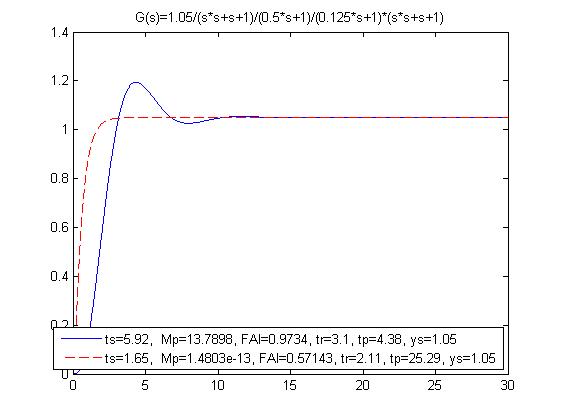 G(s)=1.05/(s*s+s+1)/(0.5*s+1)/(0.125*s+1)*(s*s+s+1)
1.4
1.2
1
0.8
0.6
0.4
0.2
0
ts=5.92, Mp=13.7898, FAI=0.9734, tr=3.1, tp=4.38, ys=1.05
ts=1.65, Mp=1.4803e-13, FAI=0.57143, tr=2.11, tp=25.29, ys=1.05
0 5 10 15 20 25 30